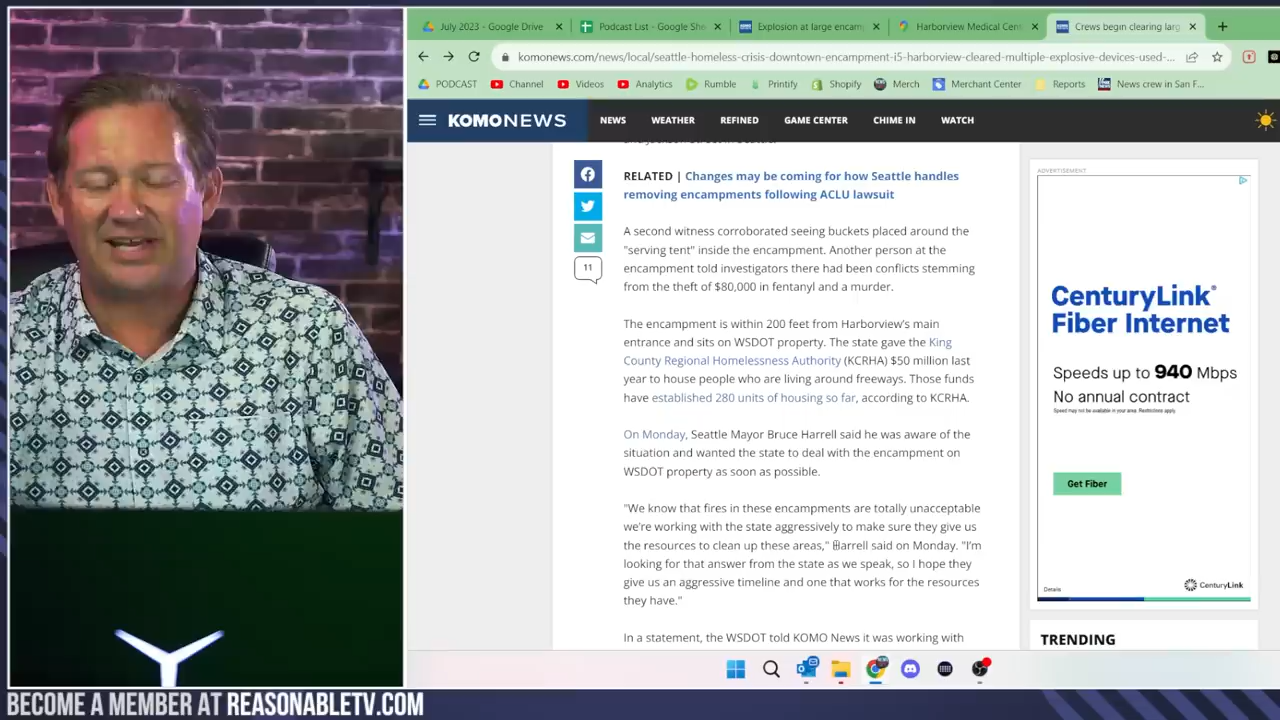 July 2023 - Google Drive
Podcast List - Google She
Explosion at large encam
Harborview Medical Cen
Crews begin clearing larg
komonews.com/news/local/seattle-homeless-crisis-downtown-encampment-i5-harborview-cleared-multiple-explosive-devices-used-...
PODCAST
Channel
Videos
Analytics
Rumble
Printify
Shopify
Merch
Merchant Center
Reports
News crew in San F...
KOMONEWS
NEWS
WEATHER
REFINED
GAME CENTER
CHIME IN
WATCH
RELATED | Changes may be coming for how Seattle handles
removing encampments following ACLU lawsuit
11
A second witness corroborated seeing buckets placed around the
"serving tent" inside the encampment. Another person at the
encampment told investigators there had been conflicts stemming
from the theft of $80,000 in fentanyl and a murder.
The encampment is within 200 feet from Harborview's main
entrance and sits on WSDOT property. The state gave the King
County Regional Homelessness Authority (KCRHA) $50 million last
year to house people who are living around freeways. Those funds
have established 280 units of housing so far, according to KCRHA.
On Monday, Seattle Mayor Bruce Harrell said he was aware of the
situation and wanted the state to deal with the encampment on
WSDOT property as soon as possible.
"We know that fires in these encampments are totally unacceptable
we're working with the state aggressively to make sure they give us
the resources to clean up these areas," Harrell said on Monday. "I'm
looking for that answer from the state as we speak, so I hope they
give us an aggressive timeline and one that works for the resources
they have."
In a statement, the WSDOT told KOMO News it was working with
ADVERTISEMENT
CenturyLink®
Fiber Internet
Speeds up to 940 Mbps
No annual contract
Speed may not be available in your area. Restrictions apply.
Get Fiber
Details
CenturyLink
TRENDING
BECOME A MEMBER AT REASONABLETV.COM